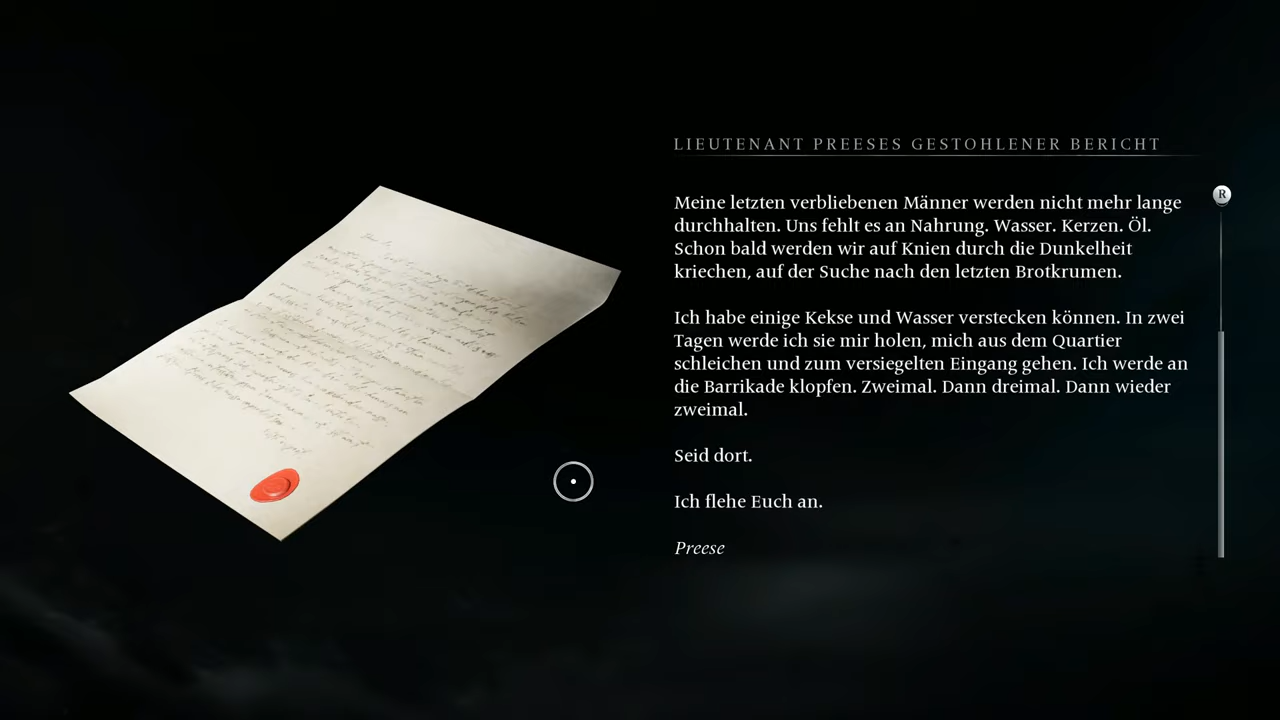 LIEUTENANT PREESES GESTOHLENER BERICHT
R
Meine letzten verbliebenen Männer werden nicht mehr lange
durchhalten. Uns fehlt es an Nahrung. Wasser. Kerzen. Öl.
Schon bald werden wir auf Knien durch die Dunkelheit
kriechen, auf der Suche nach den letzten Brotkrumen.
Ich habe einige Kekse und Wasser verstecken können. In zwei
Tagen werde ich sie mir holen, mich aus dem Quartier
schleichen und zum versiegelten Eingang gehen. Ich werde an
die Barrikade klopfen. Zweimal. Dann dreimal. Dann wieder
zweimal.
Seid dort.
Ich flehe Euch an.
Preese